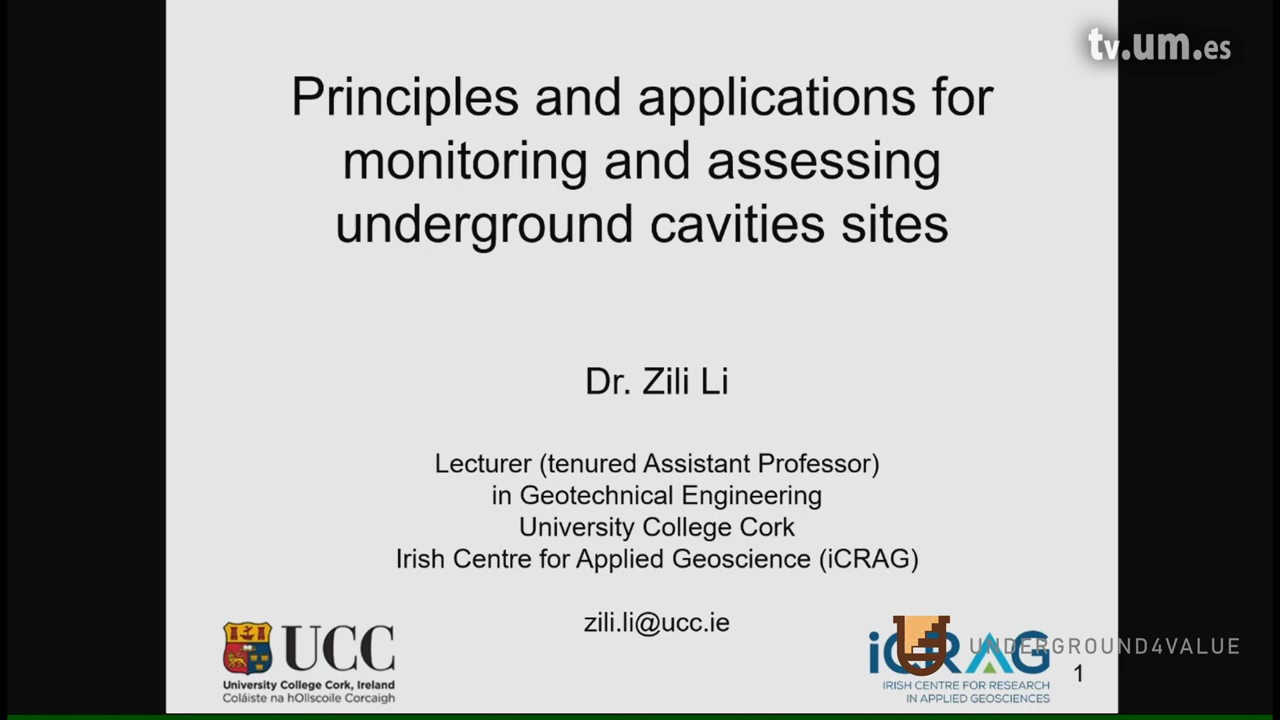 tv.um.es
Principles and applications for
monitoring and assessing
underground cavities sites
Dr. Zili Li
Lecturer (tenured Assistant Professor)
in Geotechnical Engineering
University College Cork
Irish Centre for Applied Geoscience (iCRAG)
zili.li@ucc.ie
UCC
University College Cork, Ireland
Coláiste na hOllscoile Corcaigh
iCRAG
IRISH CENTRE FOR RESEARCH
IN APPLIED GEOSCIENCES
UNDERGROUND4VALUE
1